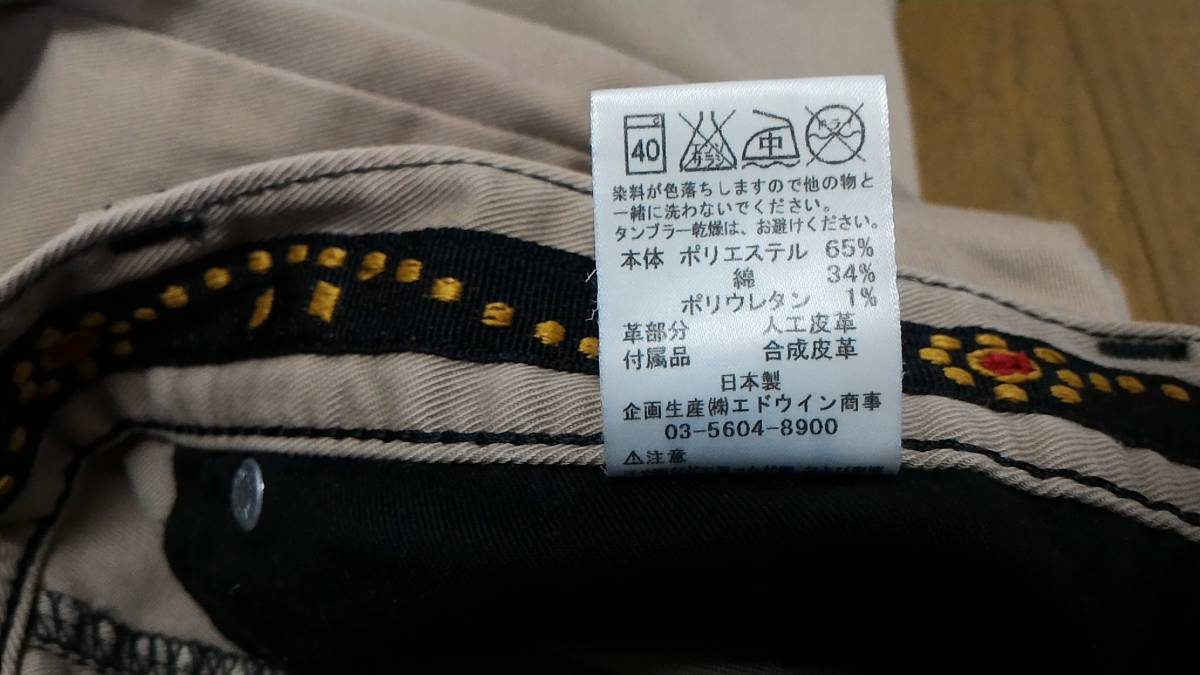 40 エンソ サラシ 中 ドライ
染料が色落ちしますので他の物と
一緒に洗わないでください。
タンブラー乾燥は、お避けください。
本体 ポリエステル 65%
綿 34%
ポリウレタン 1%
革部分 人工皮革
付属品 合成皮革
日本製
企画生産㈱エドウイン商事
03-5604-8900
⚠注意